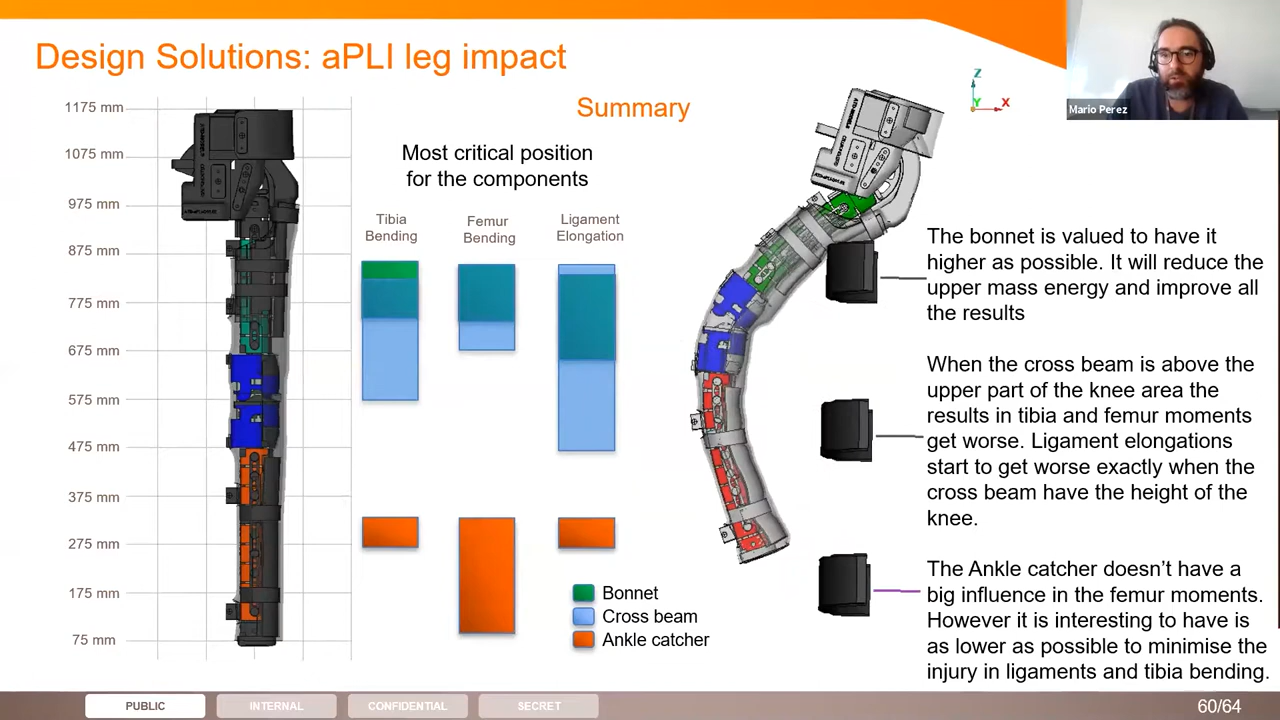 Design Solutions: aPLI leg impact
Mario Perez
Summary
Most critical position
for the components
1175 mm
1075 mm
975 mm
875 mm
775 mm
675 mm
575 mm
475 mm
375 mm
275 mm
175 mm
75 mm
Tibia
Bending
Femur
Bending
Ligament
Elongation
Bonnet
Cross beam
Ankle catcher
Z
Y
X
The bonnet is valued to have it
higher as possible. It will reduce the
upper mass energy and improve all
the results
When the cross beam is above the
upper part of the knee area the
results in tibia and femur moments
get worse. Ligament elongations
start to get worse exactly when the
cross beam have the height of the
knee.
The Ankle catcher doesn’t have a
big influence in the femur moments.
However it is interesting to have is
as lower as possible to minimise the
injury in ligaments and tibia bending.
PUBLIC
INTERNAL
CONFIDENTIAL
SECRET
60/64